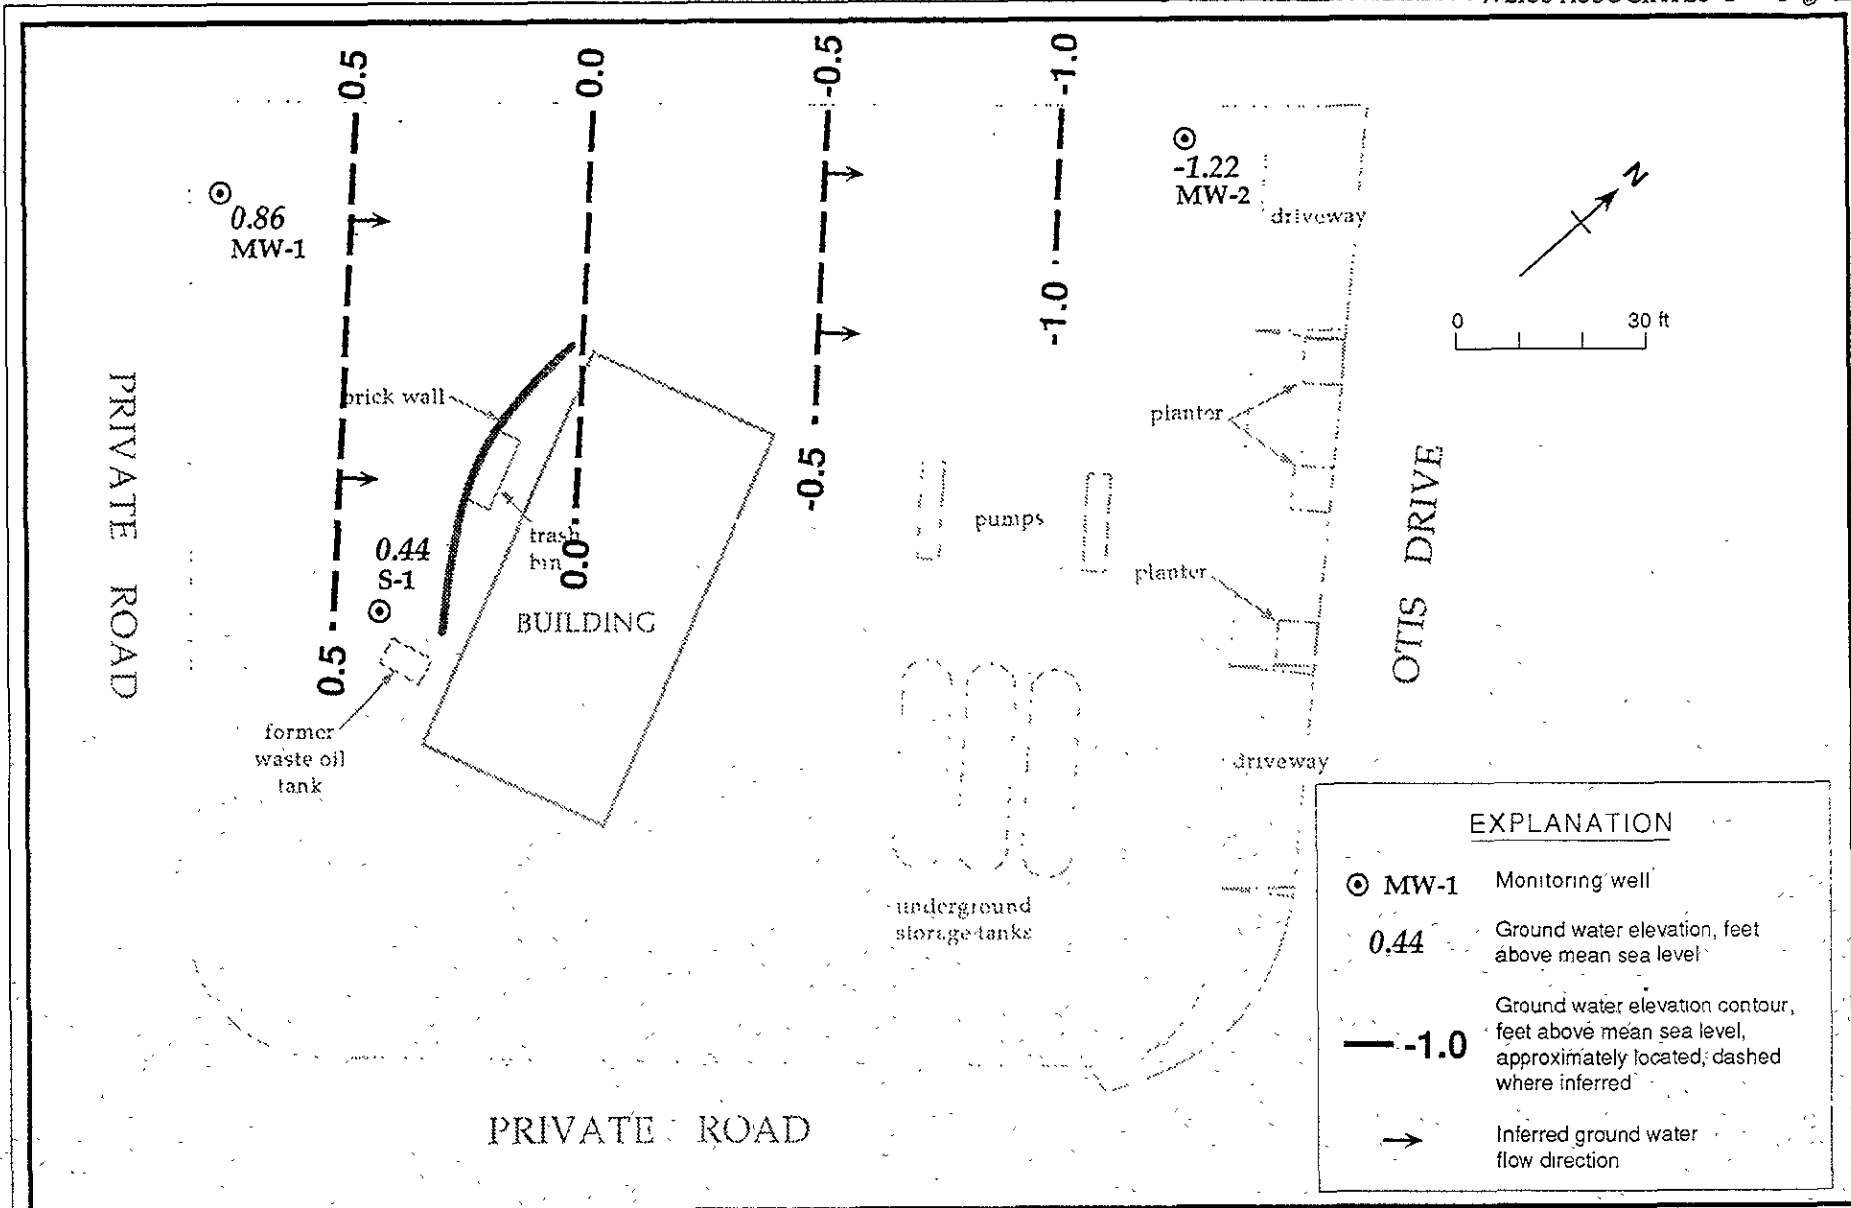 0.5
0.0
-0.5
-1.0
0.86
MW-1
-1.22
MW-2
driveway
N
0 30 ft
PRIVATE ROAD
brick wall
trash
bin
0.44
S-1
0.5
0.0
-0.5
-1.0
BUILDING
pumps
planter
planter
OTIS DRIVE
former
waste oil
tank
underground
storage tanks
driveway
PRIVATE ROAD
EXPLANATION
MW-1 Monitoring well
0.44 Ground water elevation, feet
above mean sea level
-1.0 Ground water elevation contour,
feet above mean sea level,
approximately located, dashed
where inferred
Inferred ground water
flow direction